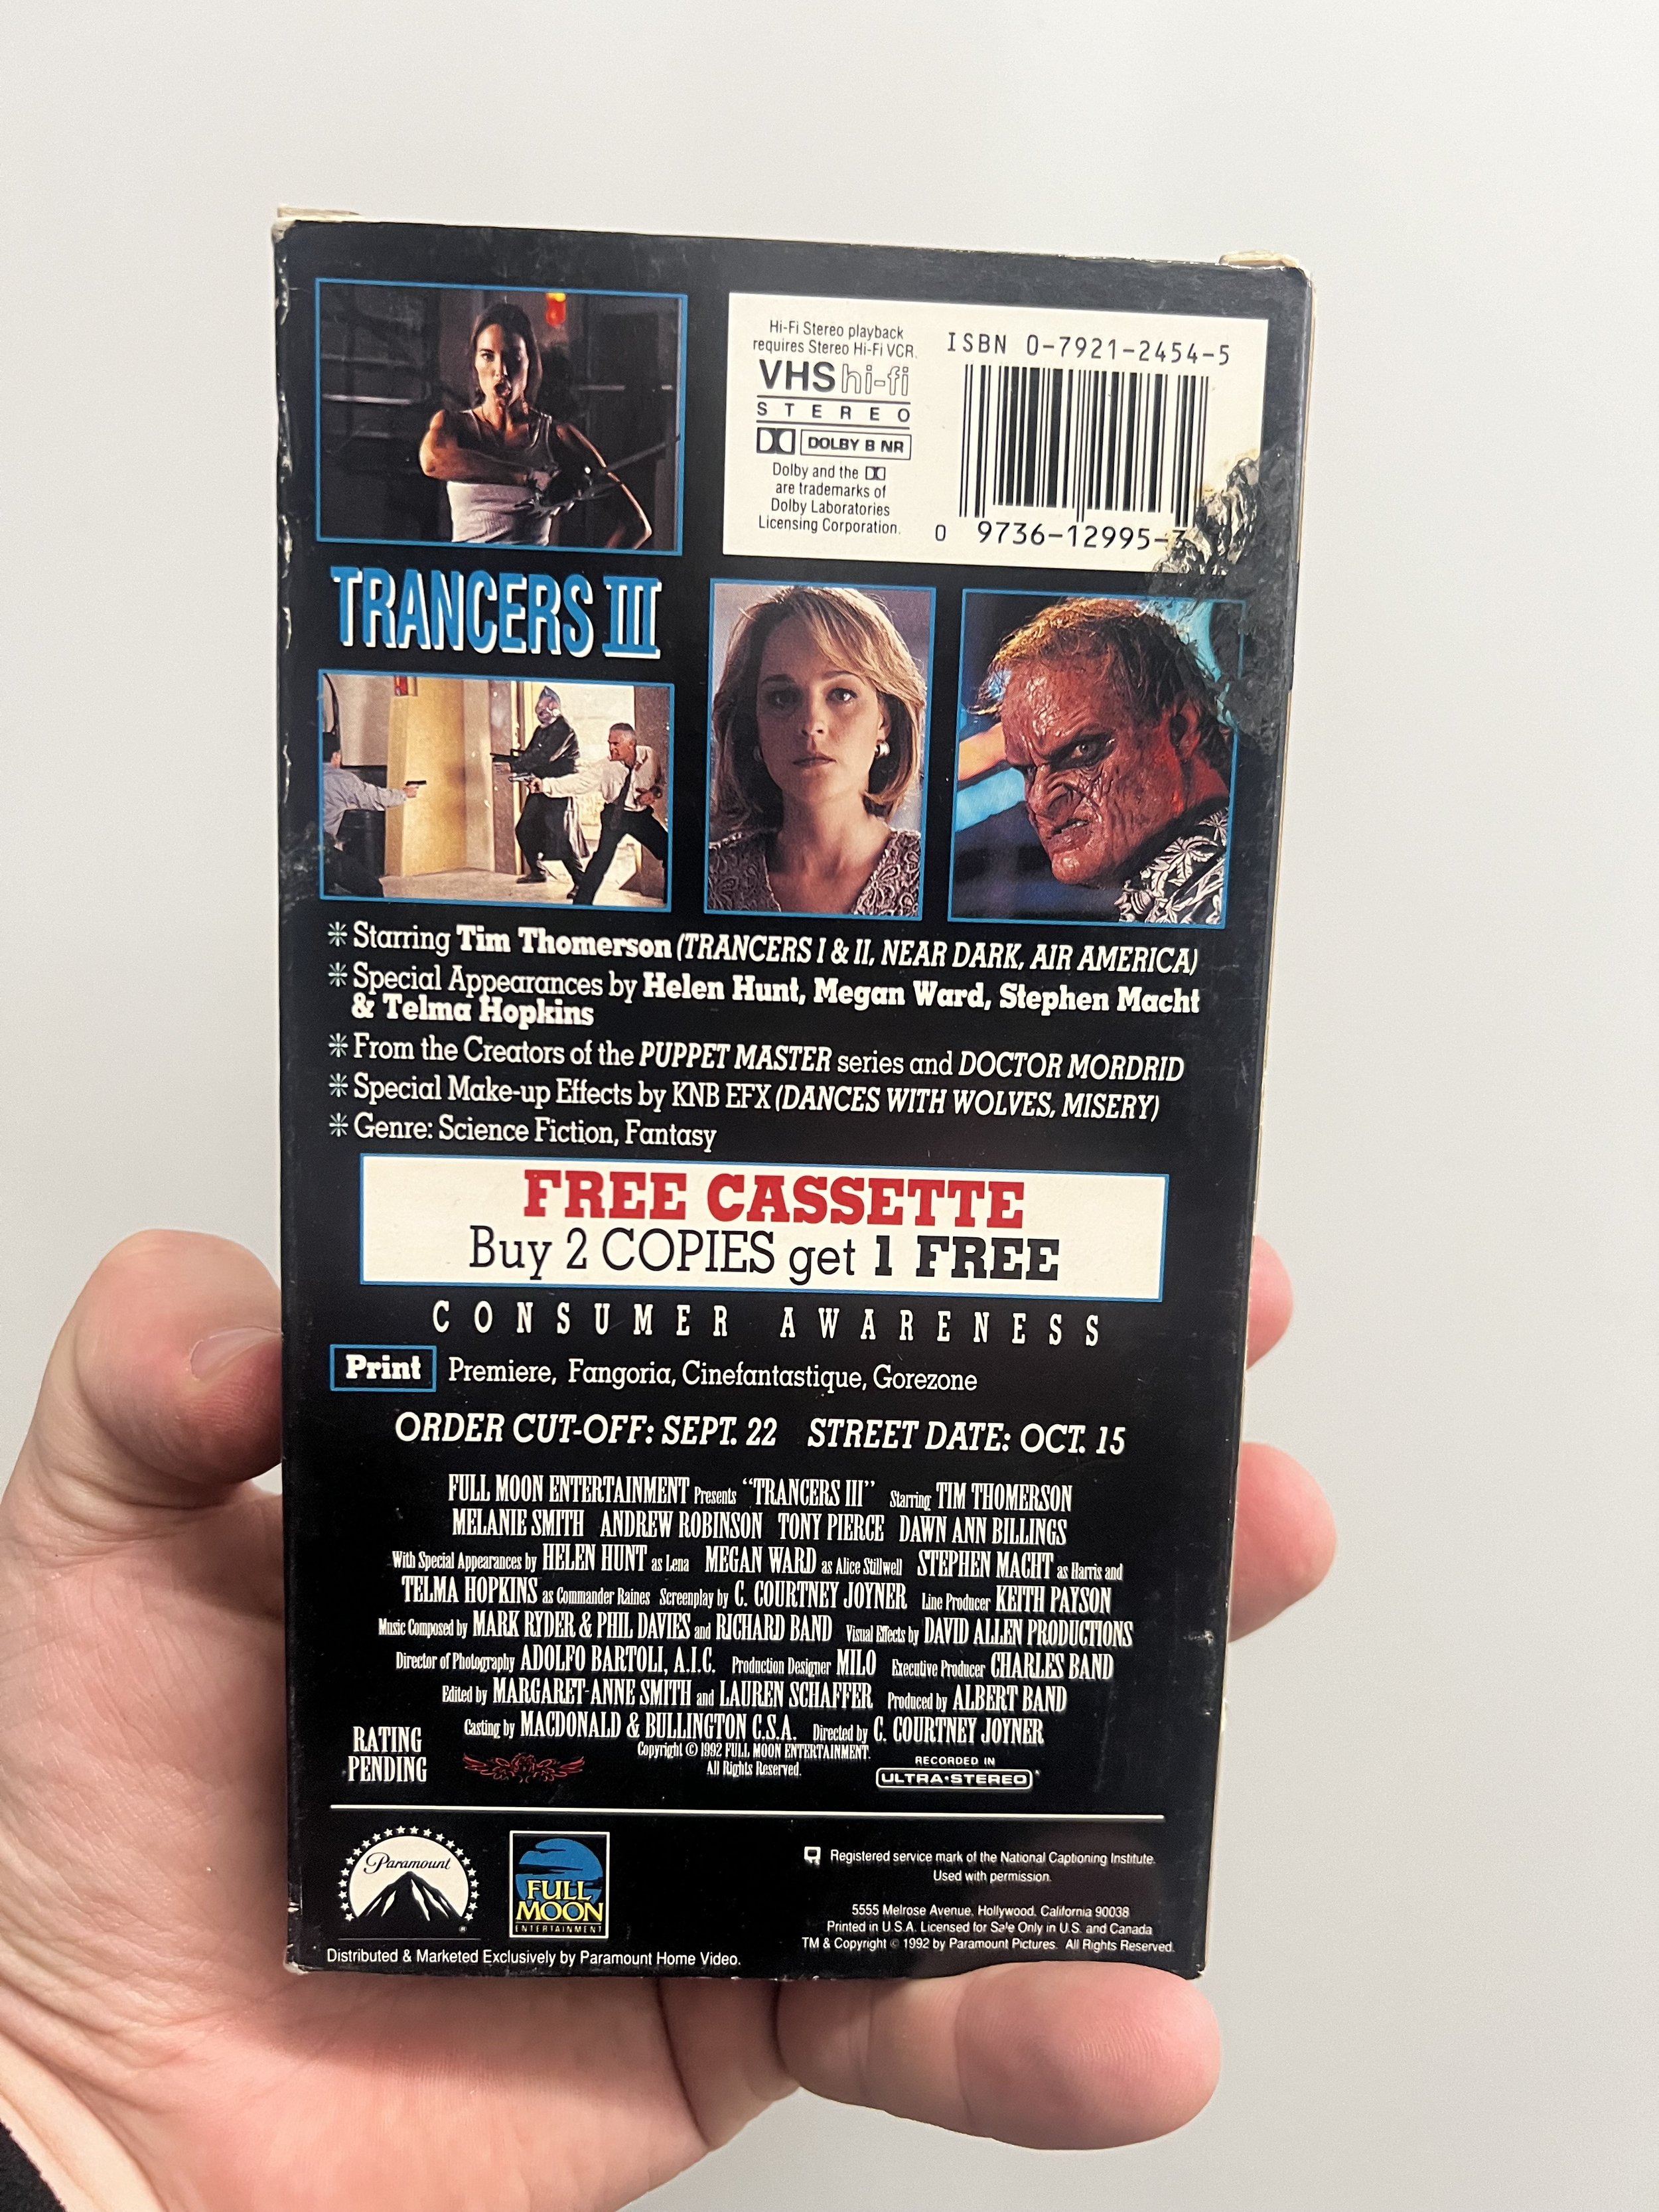 Hi-Fi Stereo playback
requires Stereo Hi-Fi VCR.
VHS hi-fi
STEREO
DOLBY B NR
Dolby and the
are trademarks of
Dolby Laboratories
Licensing Corporation.
ISBN 0-7921-2454-5
0 9736-12995-3
TRANCERS III
Starring Tim Thomerson (TRANCERS I & II, NEAR DARK, AIR AMERICA)
Special Appearances by Helen Hunt, Megan Ward, Stephen Macht
& Telma Hopkins
From the Creators of the PUPPET MASTER series and DOCTOR MORDRID
Special Make-up Effects by KNB EFX (DANCES WITH WOLVES, MISERY)
Genre: Science Fiction, Fantasy
FREE CASSETTE
Buy 2 COPIES get 1 FREE
CONSUMER AWARENESS
Print Premiere, Fangoria, Cinefantastique, Gorezone
ORDER CUT-OFF: SEPT. 22 STREET DATE: OCT. 15
FULL MOON ENTERTAINMENT Presents "TRANCERS III" Starring TIM THOMERSON
MELANIE SMITH ANDREW ROBINSON TONY PIERCE DAWN ANN BILLINGS
With Special Appearances by HELEN HUNT as Lena MEGAN WARD as Alice Stillwell STEPHEN MACHT as Harris and
TELMA HOPKINS as Commander Raines Screenplay by C. COURTNEY JOYNER Line Producer KEITH PAYSON
Music Composed by MARK RYDER & PHIL DAVIES and RICHARD BAND Visual Effects by DAVID ALLEN PRODUCTIONS
Director of Photography ADOLFO BARTOLI, A.I.C. Production Designer MILO Executive Producer CHARLES BAND
Edited by MARGARET-ANNE SMITH and LAUREN SCHAFFER Produced by ALBERT BAND
Casting by MACDONALD & BULLINGTON C.S.A. Directed by C. COURTNEY JOYNER
RATING
PENDING
Copyright © 1992 FULL MOON ENTERTAINMENT.
All Rights Reserved.
RECORDED IN
ULTRA•STEREO
Paramount
FULL
MOON
ENTERTAINMENT
Distributed & Marketed Exclusively by Paramount Home Video.
Registered service mark of the National Captioning Institute.
Used with permission.
5555 Melrose Avenue, Hollywood, California 90038
Printed in U.S.A. Licensed for Sale Only in U.S. and Canada
TM & Copyright © 1992 by Paramount Pictures. All Rights Reserved.